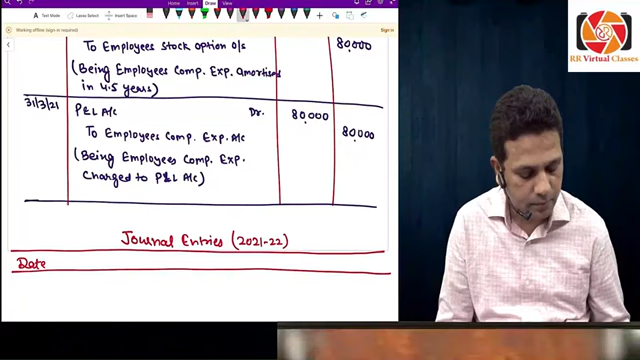 File Home Insert Draw View
Text Mode Lasso Select Insert Space
Working offline (sign in required) Sign in
To Employees Stock option o/s 80,000
(Being Employees Comp. Exp. amortised
in 4.5 years)
31/3/21 P&L A/c Dr. 80,000
To Employees Comp. Exp. A/c 80,000
(Being Employees Comp. Exp.
Charged to P&L A/c)
Journal Entries (2021-22)
Date
RR Virtual Classes